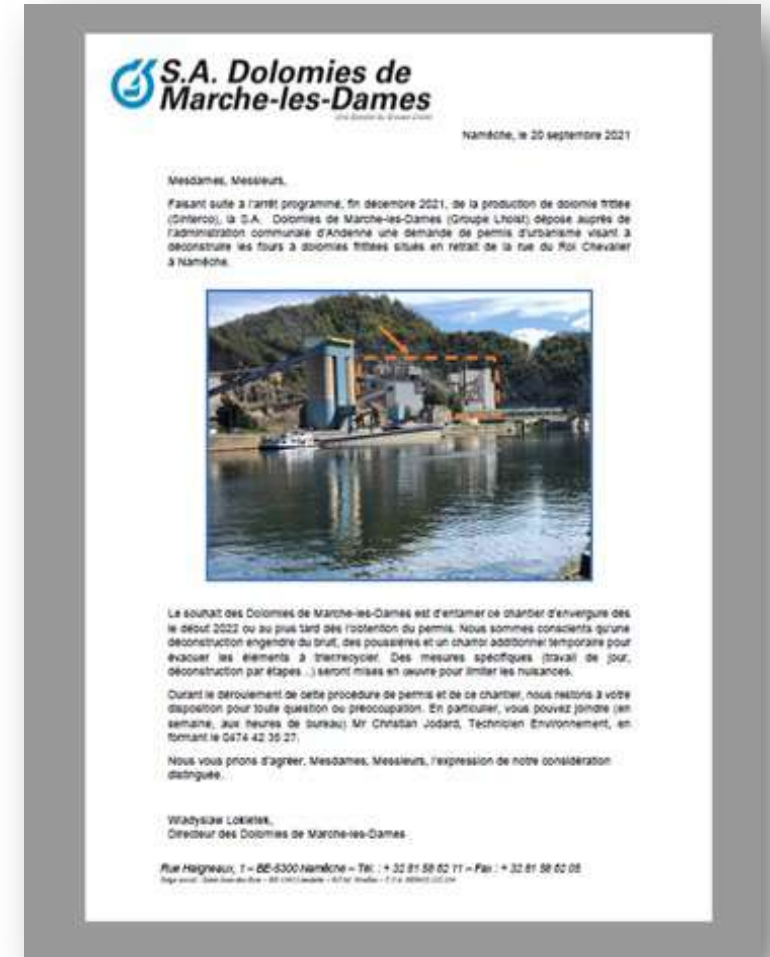 S.A. Dolomies de
Marche-les-Dames
Namêche, le 20 septembre 2021
Mesdames, Messieurs,
Faisant suite à l'arrêt programmé, fin décembre 2021, de la production de dolomie frittée
(Sinterco), la S.A. Dolomies de Marche-les-Dames (Groupe Lhoist) dépose auprès de
l'administration communale d'Andenne une demande de permis d'urbanisme visant à
déconstruire les fours à dolomies frittées situés en retrait de la rue du Roi Chevalier
à Namêche.
Le souhait des Dolomies de Marche-les-Dames est d'entamer ce chantier d'envergure dès
le début 2022 ou au plus tard dès l'obtention du permis. Nous sommes conscients qu'une
déconstruction engendre du bruit, des poussières et un charroi additionnel temporaire pour
évacuer les éléments à trier/recycler. Des mesures spécifiques (travail de jour,
déconstruction par étapes...) seront mises en œuvre pour limiter les nuisances.
Durant le déroulement de cette procédure de permis et de ce chantier, nous restons à votre
disposition pour toute question ou préoccupation. En particulier, vous pouvez joindre (en
semaine, aux heures de bureau) Mr Christian Jodard, Technicien Environnement, en
formant le 0474 42 35 27.
Nous vous prions d'agréer, Mesdames, Messieurs, l'expression de notre considération
distinguée.
Wladyslaw Lokietek,
Directeur des Dolomies de Marche-les-Dames
Rue Haigneaux, 1 – BE-5300 Namêche – Tél. : + 32 81 58 62 11 – Fax : + 32 81 58 62 05